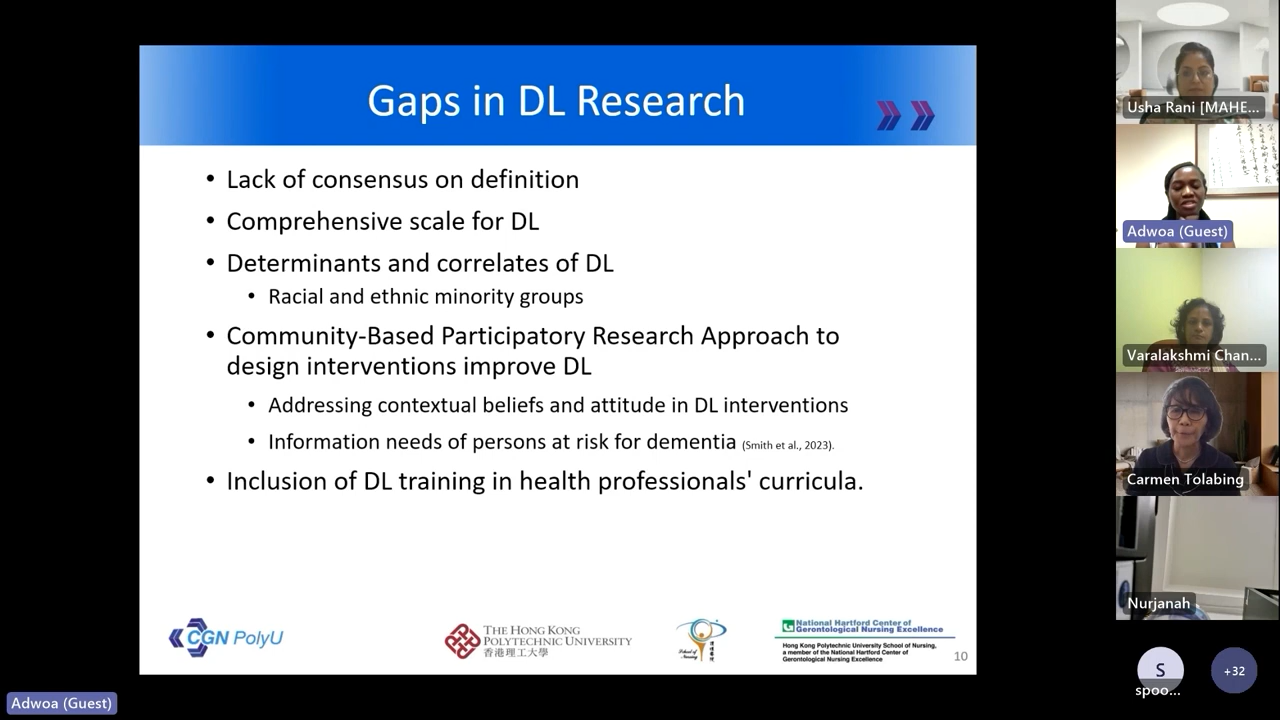 Gaps in DL Research
• Lack of consensus on definition
• Comprehensive scale for DL
• Determinants and correlates of DL
• Racial and ethnic minority groups
• Community-Based Participatory Research Approach to
design interventions improve DL
• Addressing contextual beliefs and attitude in DL interventions
• Information needs of persons at risk for dementia (Smith et al., 2023).
• Inclusion of DL training in health professionals' curricula.
CGN PolyU
THE HONG KONG
POLYTECHNIC UNIVERSITY
香港理工大學
School of
Nursing
National Hartford Center of
Gerontological Nursing Excellence
Hong Kong Polytechnic University School of Nursing,
a member of the National Hartford Center of
Gerontological Nursing Excellence
10
Usha Rani [MAHE...
Adwoa (Guest)
Varalakshmi Chan...
Carmen Tolabing
Nurjanah
S
spoo...
+32
Adwoa (Guest)